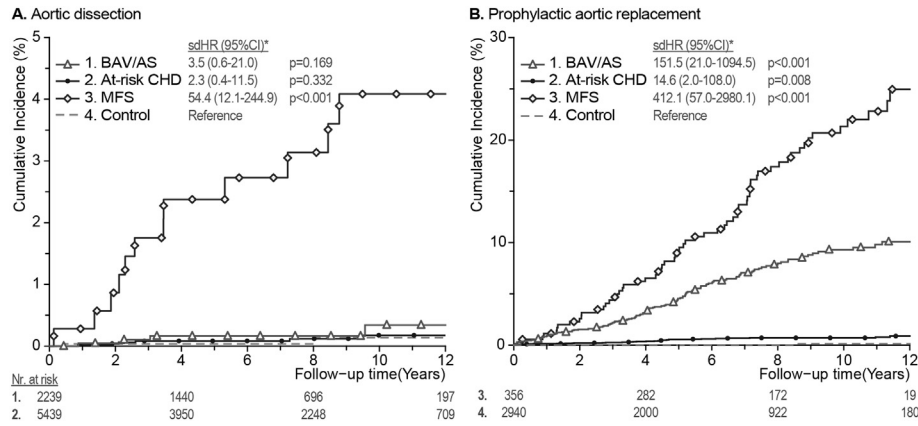 A. Aortic dissection
Cumulative Incidence (%)
5
4
3
2
1
0
sdHR (95%CI)*
1. BAV/AS 3.5 (0.6-21.0) p=0.169
2. At-risk CHD 2.3 (0.4-11.5) p=0.332
3. MFS 54.4 (12.1-244.9) p<0.001
4. Control Reference
0 2 4 6 8 10 12
Follow-up time(Years)
Nr. at risk
1. 2239 1440 696 197
2. 5439 3950 2248 709
B. Prophylactic aortic replacement
Cumulative Incidence (%)
30
20
10
0
sdHR (95%CI)*
1. BAV/AS 151.5 (21.0-1094.5) p<0.001
2. At-risk CHD 14.6 (2.0-108.0) p=0.008
3. MFS 412.1 (57.0-2980.1) p<0.001
4. Control Reference
0 2 4 6 8 10 12
Follow-up time(Years)
3. 356 282 172 19
4. 2940 2000 922 180